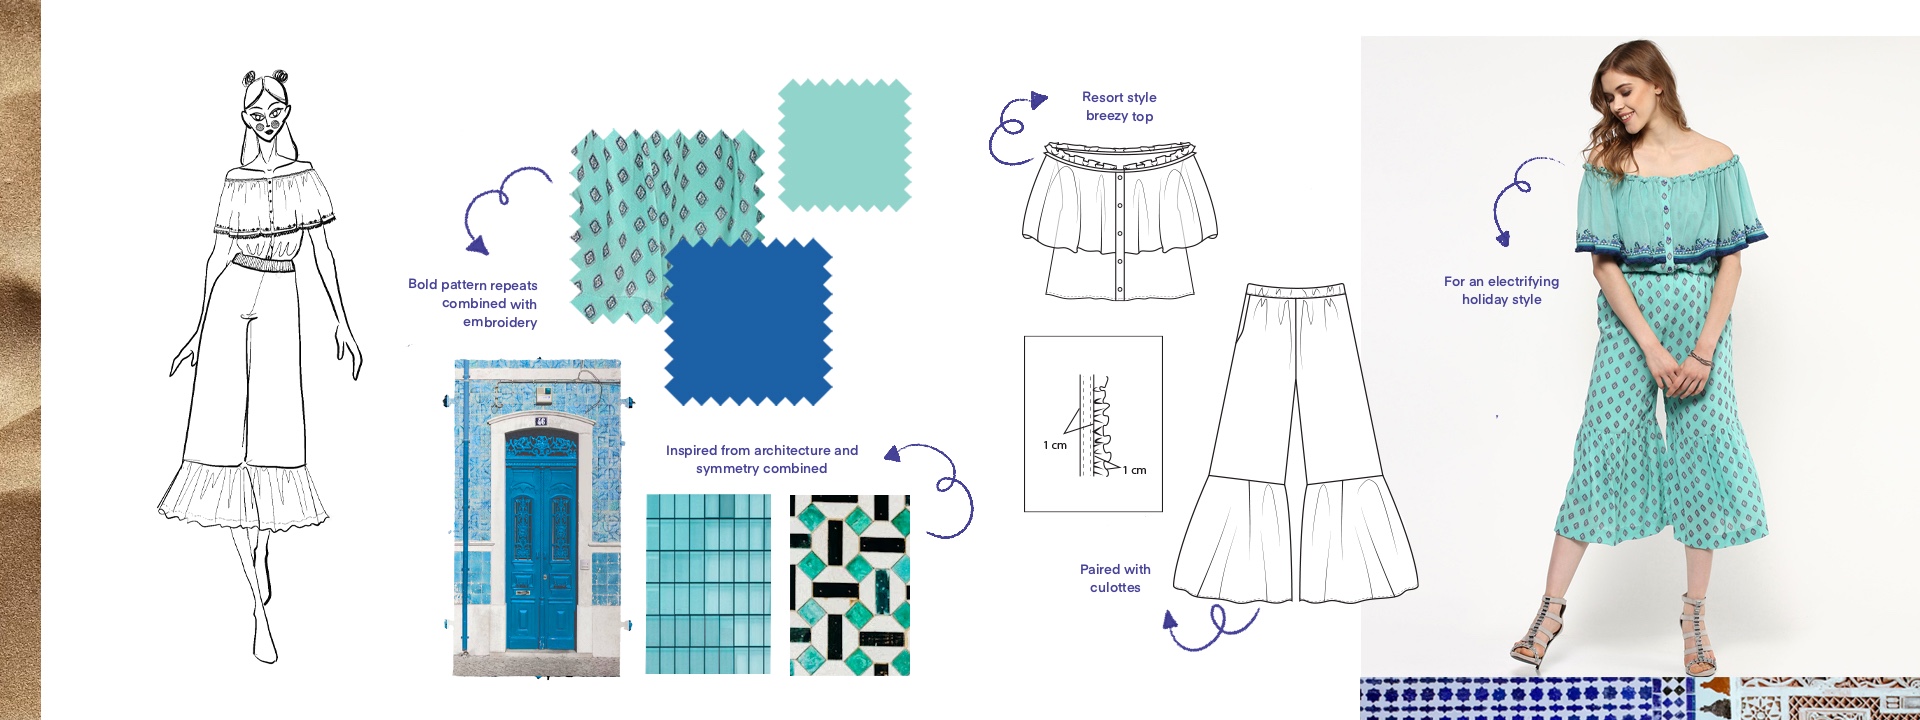 Bold pattern repeats
combined with
embroidery
46
Inspired from architecture and
symmetry combined
Resort style
breezy top
1 cm
1 cm
Paired with
culottes
For an electrifying
holiday style